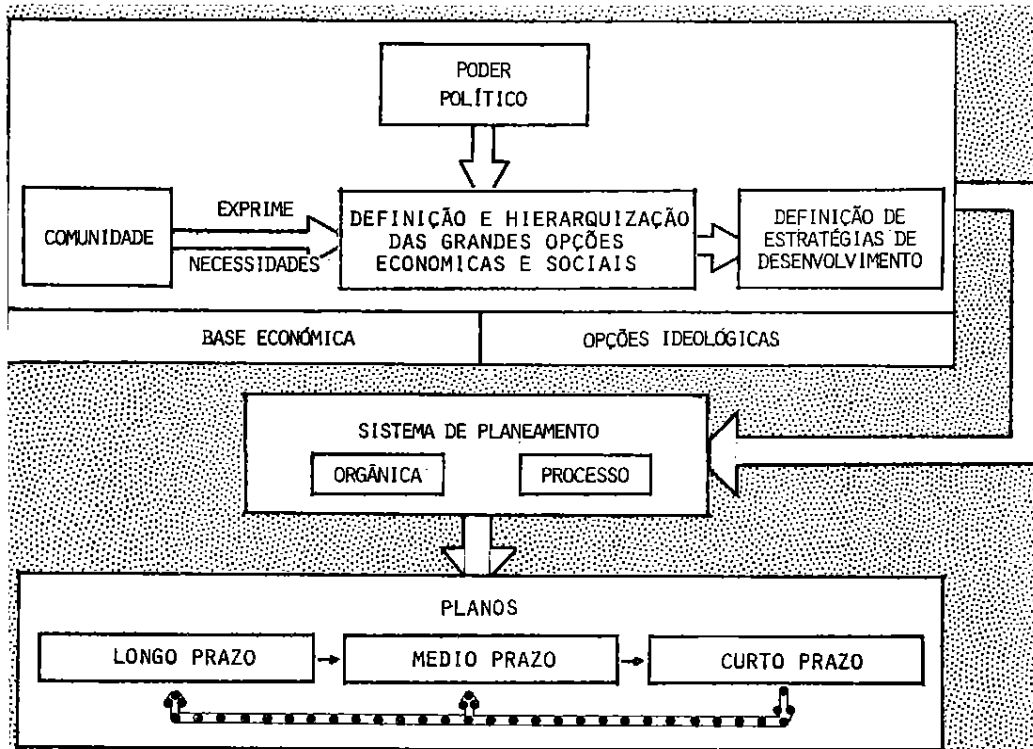 PODER
POLÍTICO
COMUNIDADE
EXPRIME
NECESSIDADES
DEFINIÇÃO E HIERARQUIZAÇÃO
DAS GRANDES OPÇÕES
ECONOMICAS E SOCIAIS
DEFINIÇÃO DE
ESTRATÉGIAS DE
DESENVOLVIMENTO
BASE ECONÓMICA
OPÇÕES IDEOLÓGICAS
SISTEMA DE PLANEAMENTO
ORGÂNICA
PROCESSO
PLANOS
LONGO PRAZO
MEDIO PRAZO
CURTO PRAZO